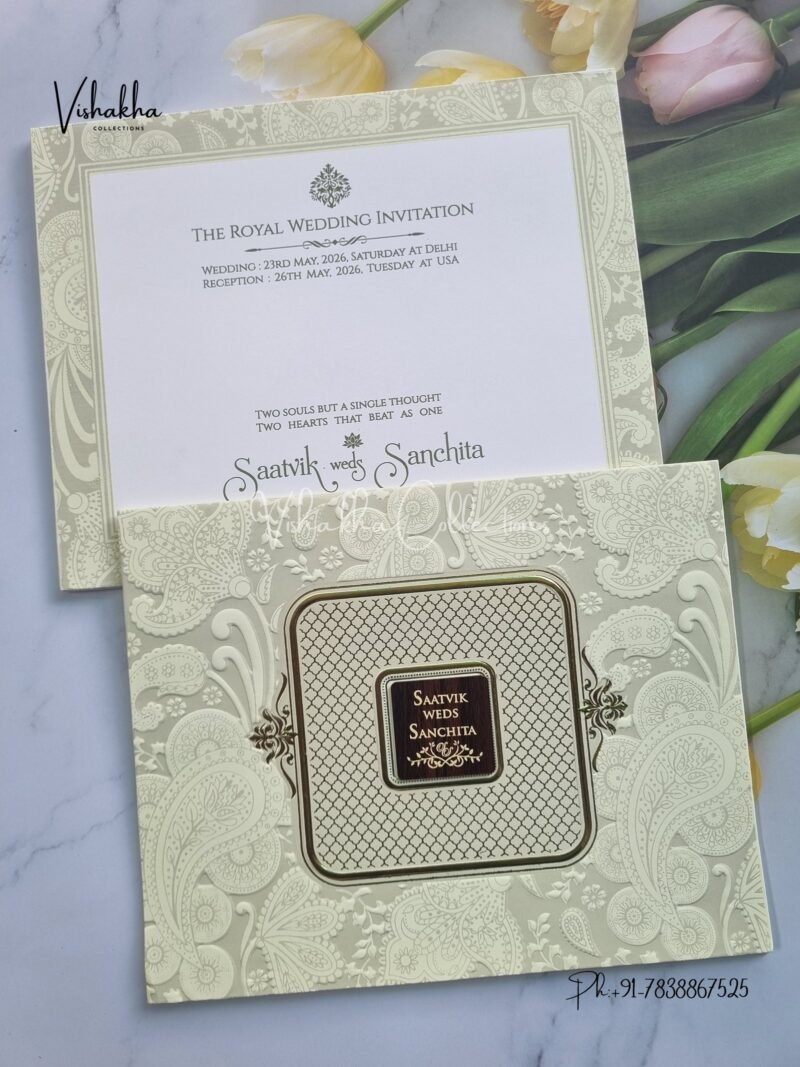 Vishakha
COLLECTIONS
THE ROYAL WEDDING INVITATION
WEDDING : 23RD MAY, 2026, SATURDAY AT DELHI
RECEPTION : 26TH MAY, 2026, TUESDAY AT USA
TWO SOULS BUT A SINGLE THOUGHT
TWO HEARTS THAT BEAT AS ONE
Saatvik weds Sanchita
Vishakha Collections
SAATVIK
WEDS
SANCHITA
Ph:+91-7838867525